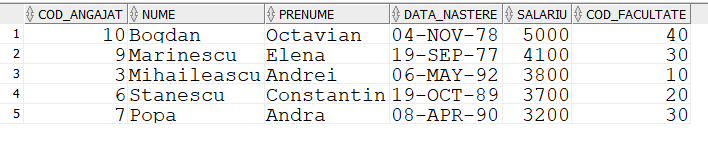 COD_ANGAJAT NUME PRENUME DATA_NASTERE SALARIU COD_FACULTATE
1 10 Bogdan Octavian 04-NOV-78 5000 40
2 9 Marinescu Elena 19-SEP-77 4100 30
3 3 Mihaileascu Andrei 06-MAY-92 3800 10
4 6 Stanescu Constantin 19-OCT-89 3700 20
5 7 Popa Andra 08-APR-90 3200 30